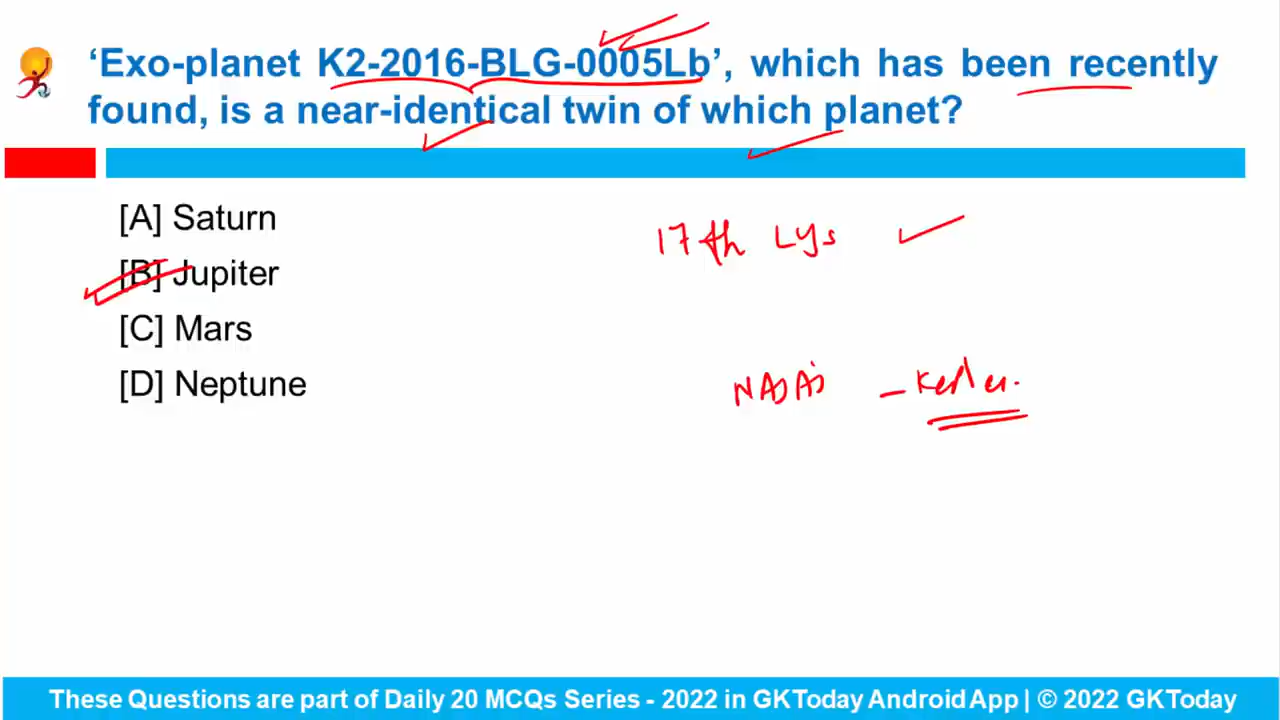 ‘Exo-planet K2-2016-BLG-0005Lb’, which has been recently
found, is a near-identical twin of which planet?
[A] Saturn
17th LYs
[B] Jupiter
[C] Mars
[D] Neptune
NASA's - Kepler.
These Questions are part of Daily 20 MCQs Series - 2022 in GKToday Android App | © 2022 GKToday